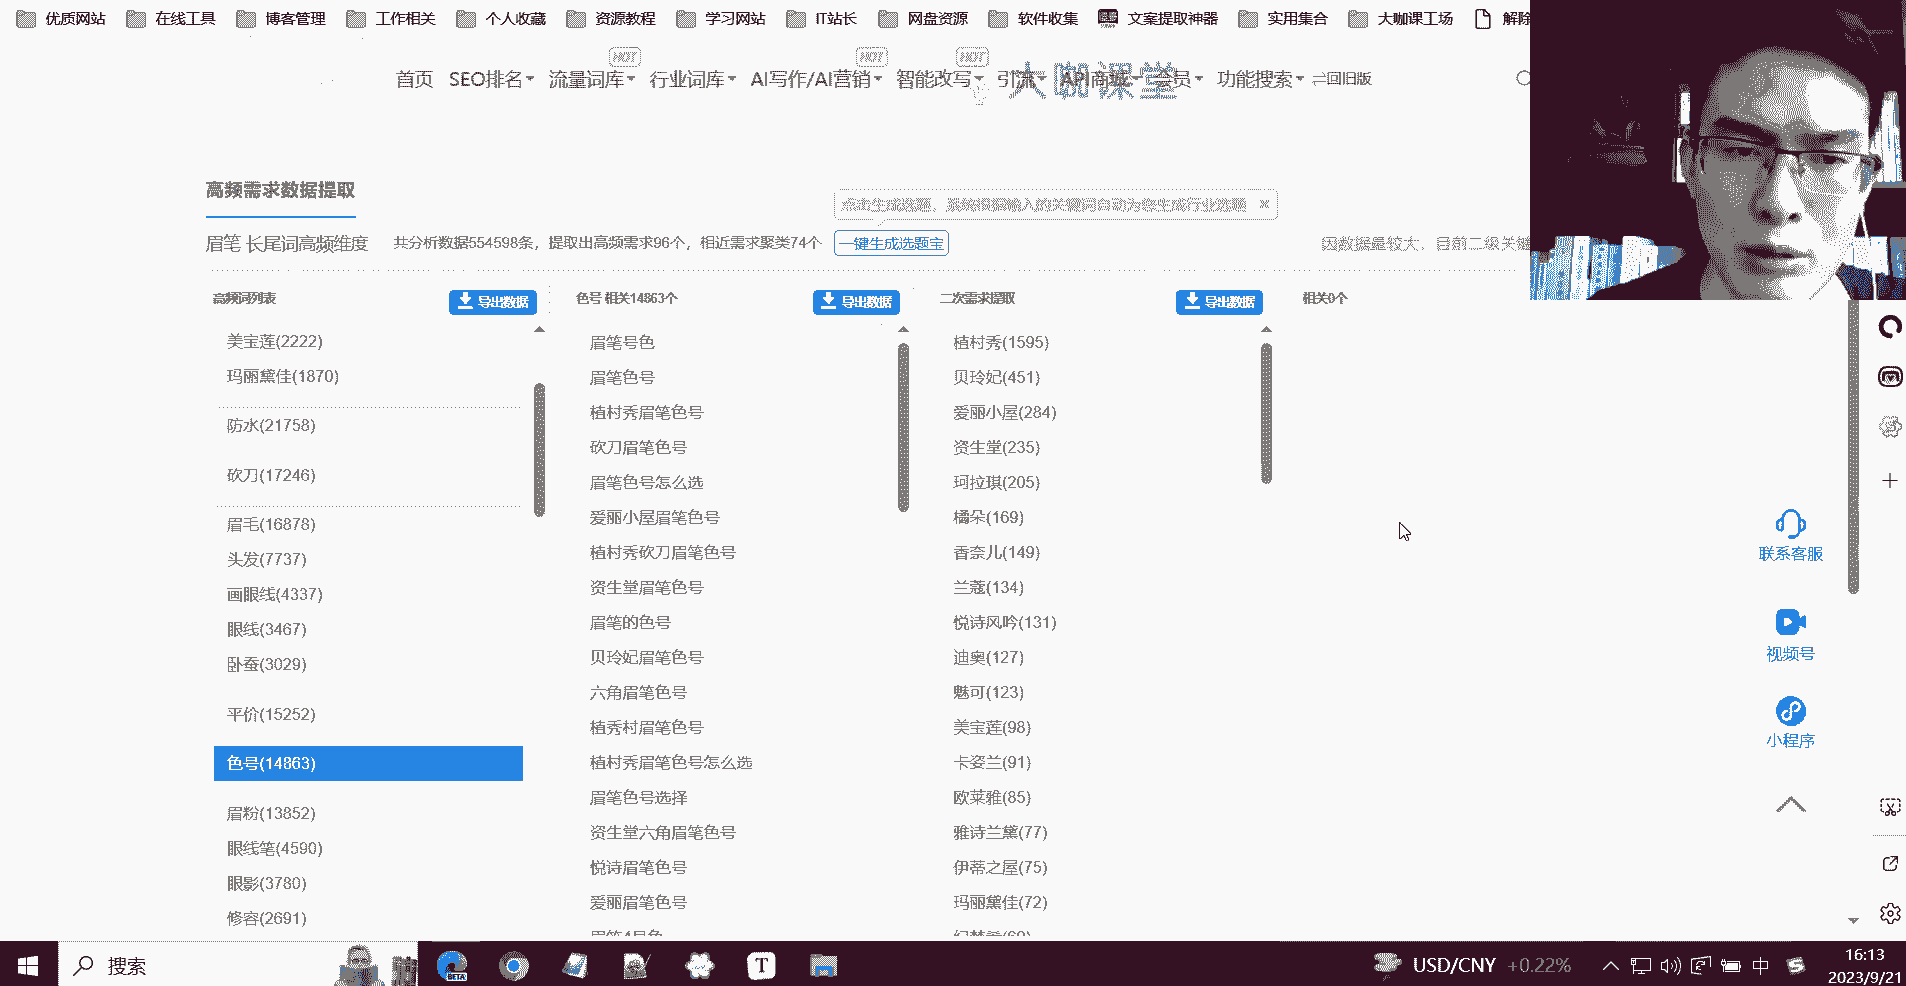 优质网站 在线工具 博客管理 工作相关 个人收藏 资源教程 学习网站 IT站长 网盘资源 软件收集 文案提取神器 实用集合 大咖课工场 解除
HOT HOT HOT
首页 SEO排名 流量词库 行业词库 AI写作/AI营销 智能改写 引流 API商城 会员 功能搜索 回旧版
大咖课堂
高频需求数据提取
点击生成选题，系统根据输入的关键词自动为您生成行业选题 ×
眉笔 长尾词高频维度 共分析数据554598条，提取出高频需求96个，相近需求聚类74个 一键生成选题宝 因数据量较大，目前二级关键
高频词列表 导出数据 色号 相关14863个 导出数据 二次需求提取 导出数据 相关0个
美宝莲(2222) 眉笔号色 植村秀(1595)
玛丽黛佳(1870) 眉笔色号 贝玲妃(451)
防水(21758) 植村秀眉笔色号 爱丽小屋(284)
砍刀眉笔色号 资生堂(235)
砍刀(17246) 眉笔色号怎么选 珂拉琪(205)
眉毛(16878) 爱丽小屋眉笔色号 橘朵(169)
头发(7737) 植村秀砍刀眉笔色号 香奈儿(149)
画眼线(4337) 资生堂眉笔色号 兰蔻(134)
眼线(3467) 眉笔的色号 悦诗风吟(131)
卧蚕(3029) 贝玲妃眉笔色号 迪奥(127)
六角眉笔色号 魅可(123)
平价(15252) 植秀村眉笔色号 美宝莲(98)
色号(14863) 植村秀眉笔色号怎么选 卡姿兰(91)
眉粉(13852) 眉笔色号选择 欧莱雅(85)
眼线笔(4590) 资生堂六角眉笔色号 雅诗兰黛(77)
眼影(3780) 悦诗眉笔色号 伊蒂之屋(75)
修容(2691) 爱丽眉笔色号 玛丽黛佳(72)
联系客服
视频号
小程序
搜索 BETA T USD/CNY +0.22% 中 16:13
2023/9/21